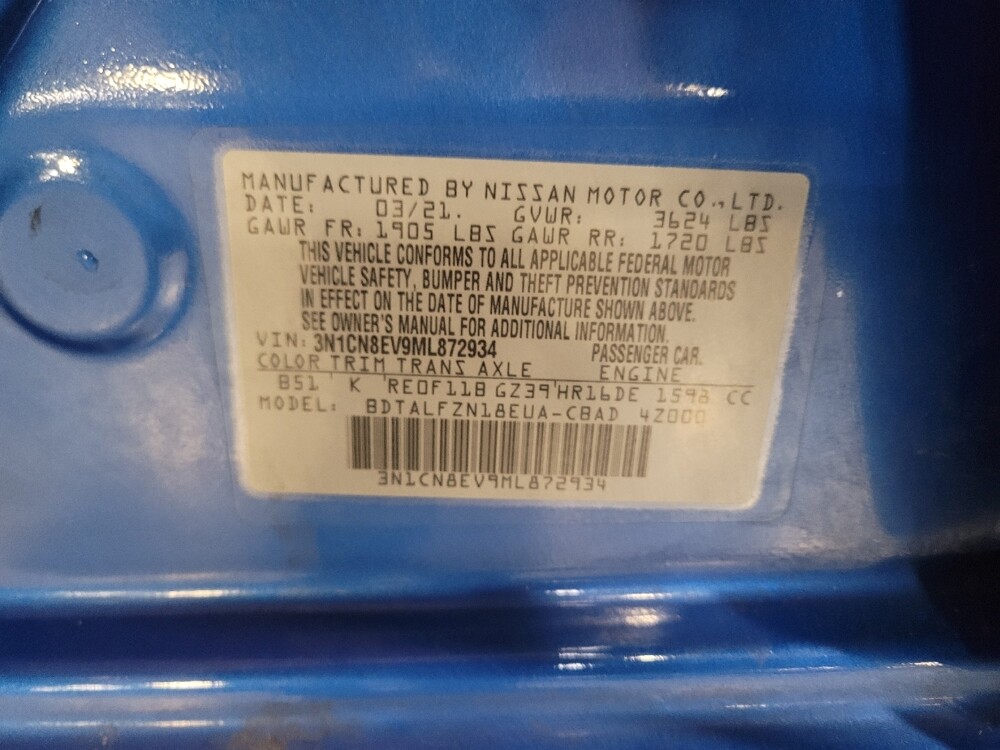 MANUFACTURED BY NISSAN MOTOR CO.,LTD.
DATE: 03/21. GVWR: 3624 LBS
GAWR FR: 1905 LBS GAWR RR: 1720 LBS
THIS VEHICLE CONFORMS TO ALL APPLICABLE FEDERAL MOTOR
VEHICLE SAFETY, BUMPER AND THEFT PREVENTION STANDARDS
IN EFFECT ON THE DATE OF MANUFACTURE SHOWN ABOVE.
SEE OWNER'S MANUAL FOR ADDITIONAL INFORMATION.
VIN: 3N1CN8EV9ML872934 PASSENGER CAR.
COLOR TRIM TRANS AXLE ENGINE
B51 K RE0F11B GZ39 HR16DE 1598 CC
MODEL: BDTALFZN18EUA-C8AD 4Z000
3N1CN8EV9ML872934